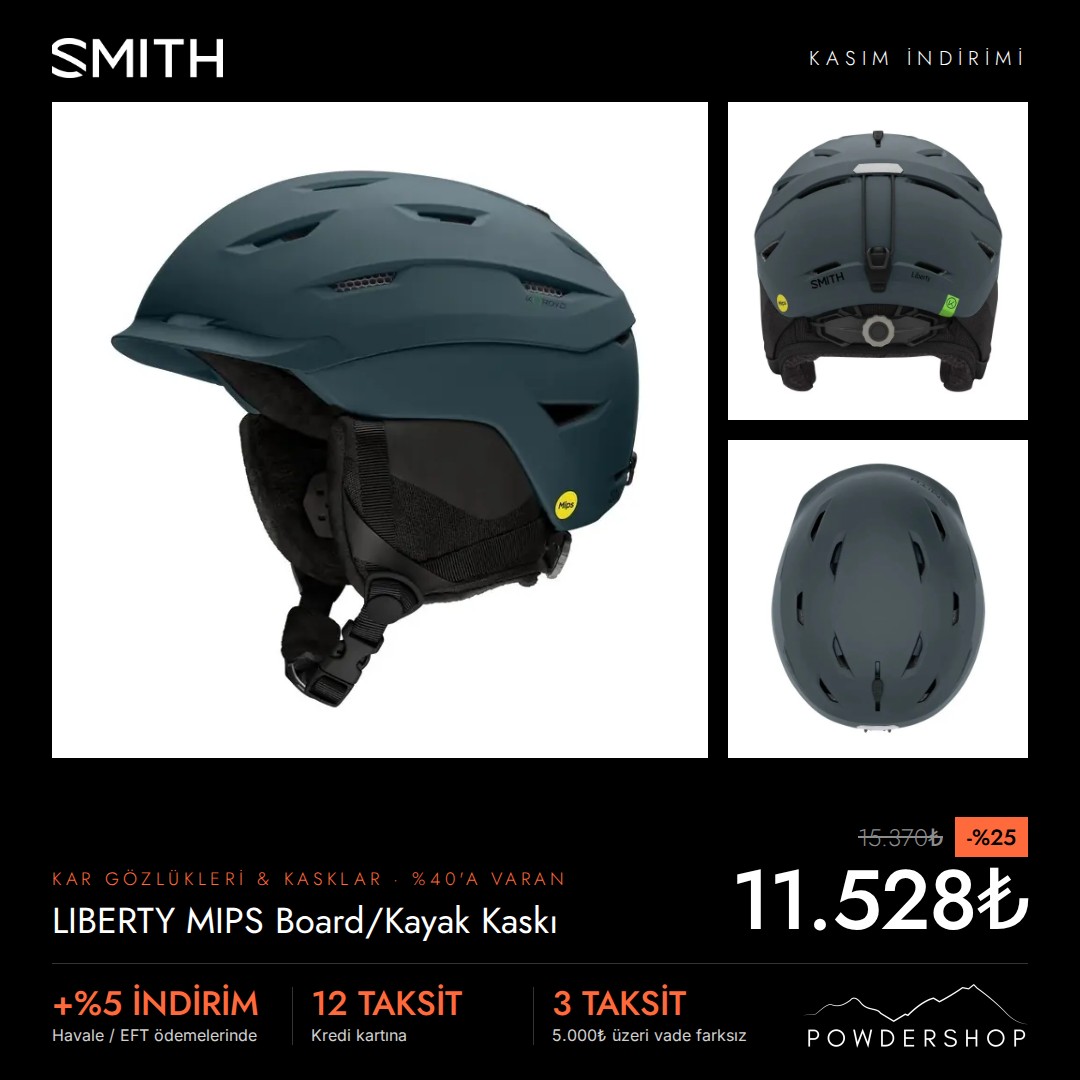 SMITH
KASIM İNDİRİMİ
Mips
SMITH
Liberty
15.370₺
-%25
11.528₺
KAR GÖZLÜKLERİ & KASKLAR · %40'A VARAN
LIBERTY MIPS Board/Kayak Kaskı
+%5 İNDİRİM
Havale / EFT ödemelerinde
12 TAKSİT
Kredi kartına
3 TAKSİT
5.000₺ üzeri vade farksız
POWDERSHOP